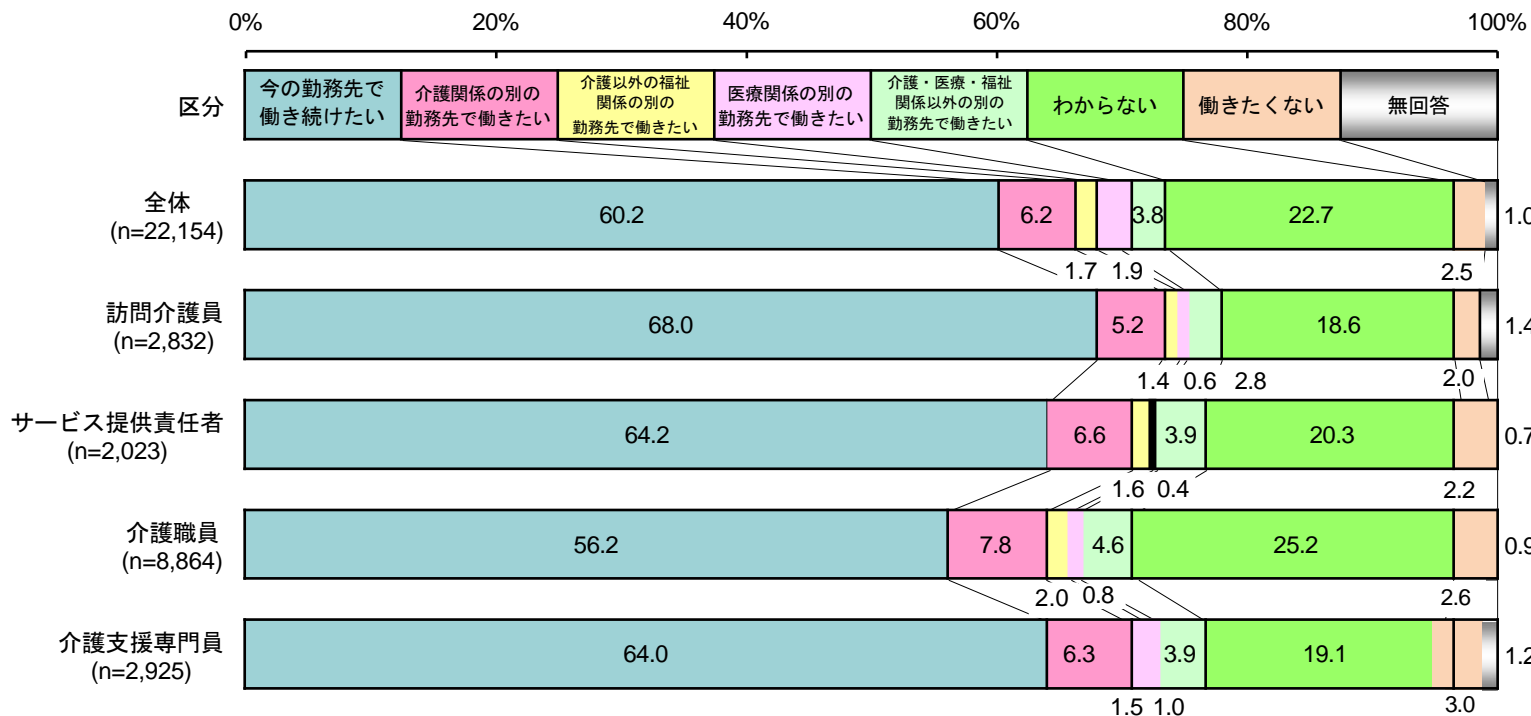 0%
20%
40%
60%
80%
100%
区分
今の勤務先で
働き続けたい
介護関係の別の
勤務先で働きたい
介護以外の福祉
関係の別の
勤務先で働きたい
医療関係の別の
勤務先で働きたい
介護・医療・福祉
関係以外の別の
勤務先で働きたい
わからない
働きたくない
無回答
全体
(n=22,154)
60.2
6.2
3.8
22.7
1.0
1.7
1.9
2.5
訪問介護員
(n=2,832)
68.0
5.2
18.6
1.4
1.4
0.6
2.8
2.0
サービス提供責任者
(n=2,023)
64.2
6.6
3.9
20.3
0.7
1.6
0.4
2.2
介護職員
(n=8,864)
56.2
7.8
4.6
25.2
0.9
2.0
0.8
2.6
介護支援専門員
(n=2,925)
64.0
6.3
3.9
19.1
1.2
1.5
1.0
3.0